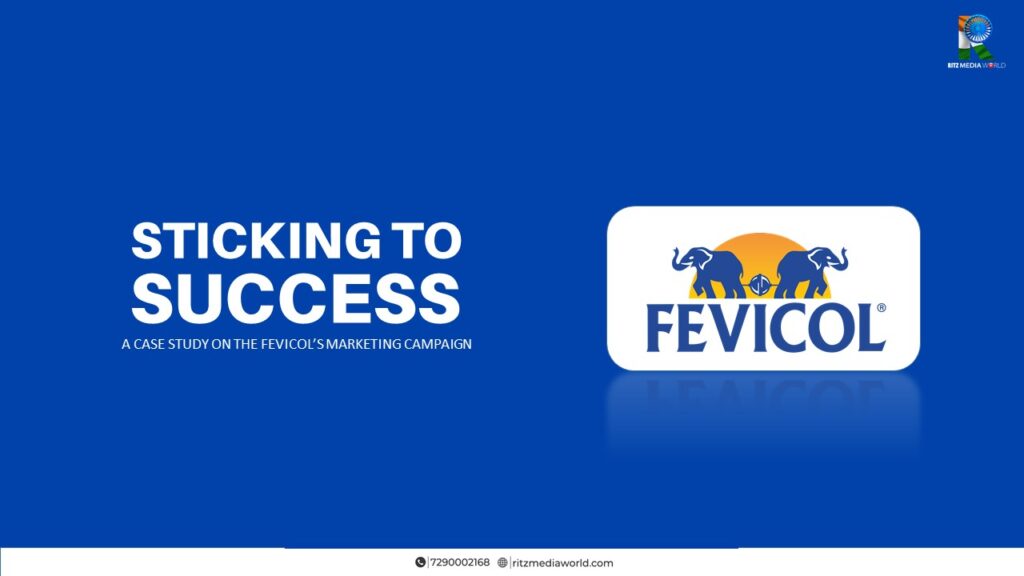 RITZ MEDIA WORLD
STICKING TO
SUCCESS
A CASE STUDY ON THE FEVICOL'S MARKETING CAMPAIGN
FEVICOL®
7290002168 | ritzmediaworld.com